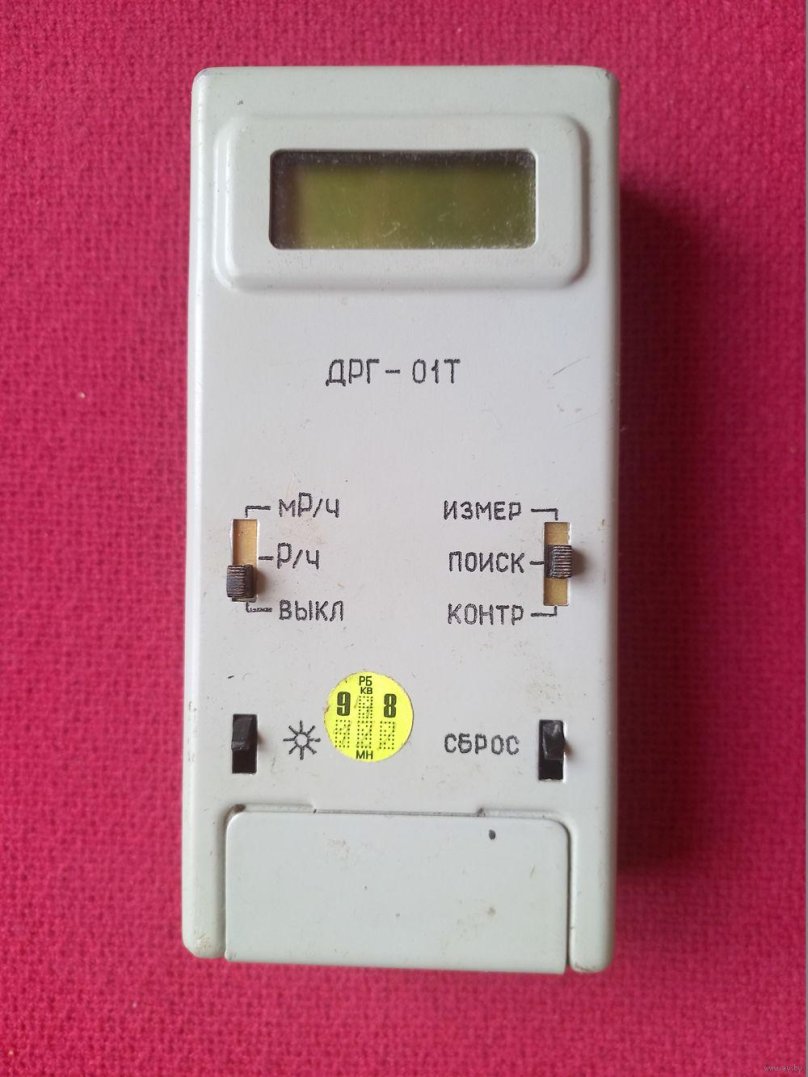 ДРГ-01Т
мР/Ч
Р/Ч
ВЫКЛ
ИЗМЕР
ПОИСК
КОНТР
РБ
КВ
9 8
МН
СБРОС